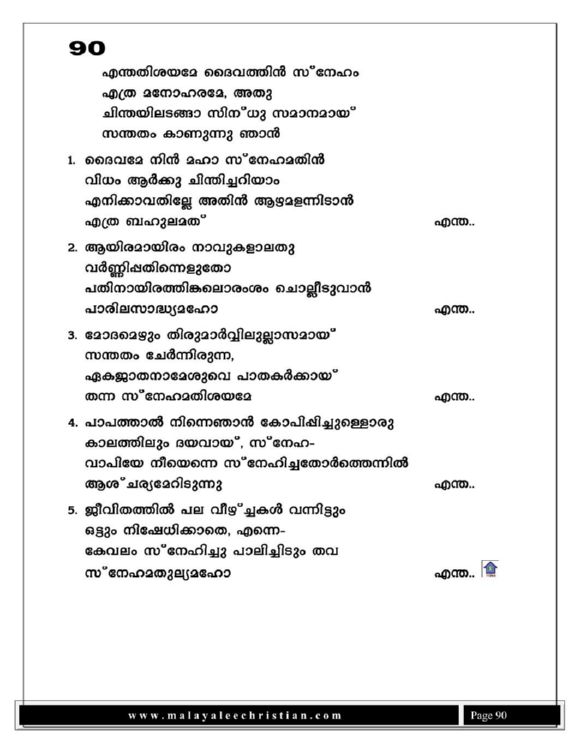 90
എന്തതിശയമേ ദൈവത്തിൻ സ്നേഹം
എത്ര മനോഹരമേ, അതു
ചിന്തയിലടങ്ങാ സിന്ധു സമാനമായ്
സന്തതം കാണുന്നു ഞാൻ
1. ദൈവമേ നിൻ മഹാ സ്നേഹമതിൻ
വിധം ആർക്കു ചിന്തിച്ചറിയാം
എനിക്കാവതില്ലേ അതിൻ ആഴമളന്നിടാൻ
എത്ര ബഹുലമത് എന്ത..
2. ആയിരമായിരം നാവുകളാലതു
വർണ്ണിപ്പതിന്നെളുതോ
പതിനായിരത്തിങ്കലൊരംശം ചൊല്ലീടുവാൻ
പാരിലസാദ്ധ്യമഹോ എന്ത..
3. മോദമെഴും തിരുമാർവ്വിലുല്ലാസമായ്
സന്തതം ചേർന്നിരുന്ന,
ഏകജാതനാമേശുവെ പാതകർക്കായ്
തന്ന സ്നേഹമതിശയമേ എന്ത..
4. പാപത്താൽ നിന്നെഞാൻ കോപിപ്പിച്ചുള്ളൊരു
കാലത്തിലും ദയവായ്, സ്നേഹ-
വാപിയേ നീയെന്നെ സ്നേഹിച്ചതോർത്തെന്നിൽ
ആശ്ചര്യമേറിടുന്നു എന്ത..
5. ജീവിതത്തിൽ പല വീഴ്ച്ചകൾ വന്നിട്ടും
ഒട്ടും നിഷേധിക്കാതെ, എന്നെ-
കേവലം സ്നേഹിച്ചു പാലിച്ചിടും തവ
സ്നേഹമതുല്യമഹോ എന്ത..
www.malayaleechristian.com Page 90